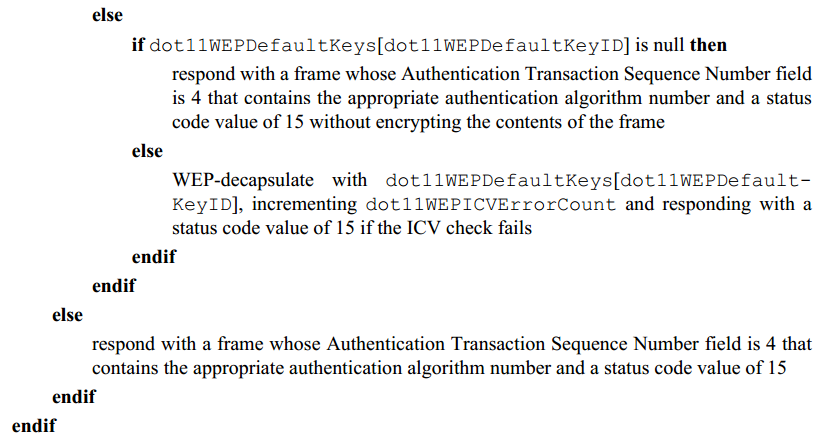 else
if dot11WEPDefaultKeys[dot11WEPDefaultKeyID] is null then
respond with a frame whose Authentication Transaction Sequence Number field
is 4 that contains the appropriate authentication algorithm number and a status
code value of 15 without encrypting the contents of the frame
else
WEP-decapsulate with dot11WEPDefaultKeys[dot11WEPDefault-
KeyID], incrementing dot11WEPICVErrorCount and responding with a
status code value of 15 if the ICV check fails
endif
endif
else
respond with a frame whose Authentication Transaction Sequence Number field is 4 that
contains the appropriate authentication algorithm number and a status code value of 15
endif
endif